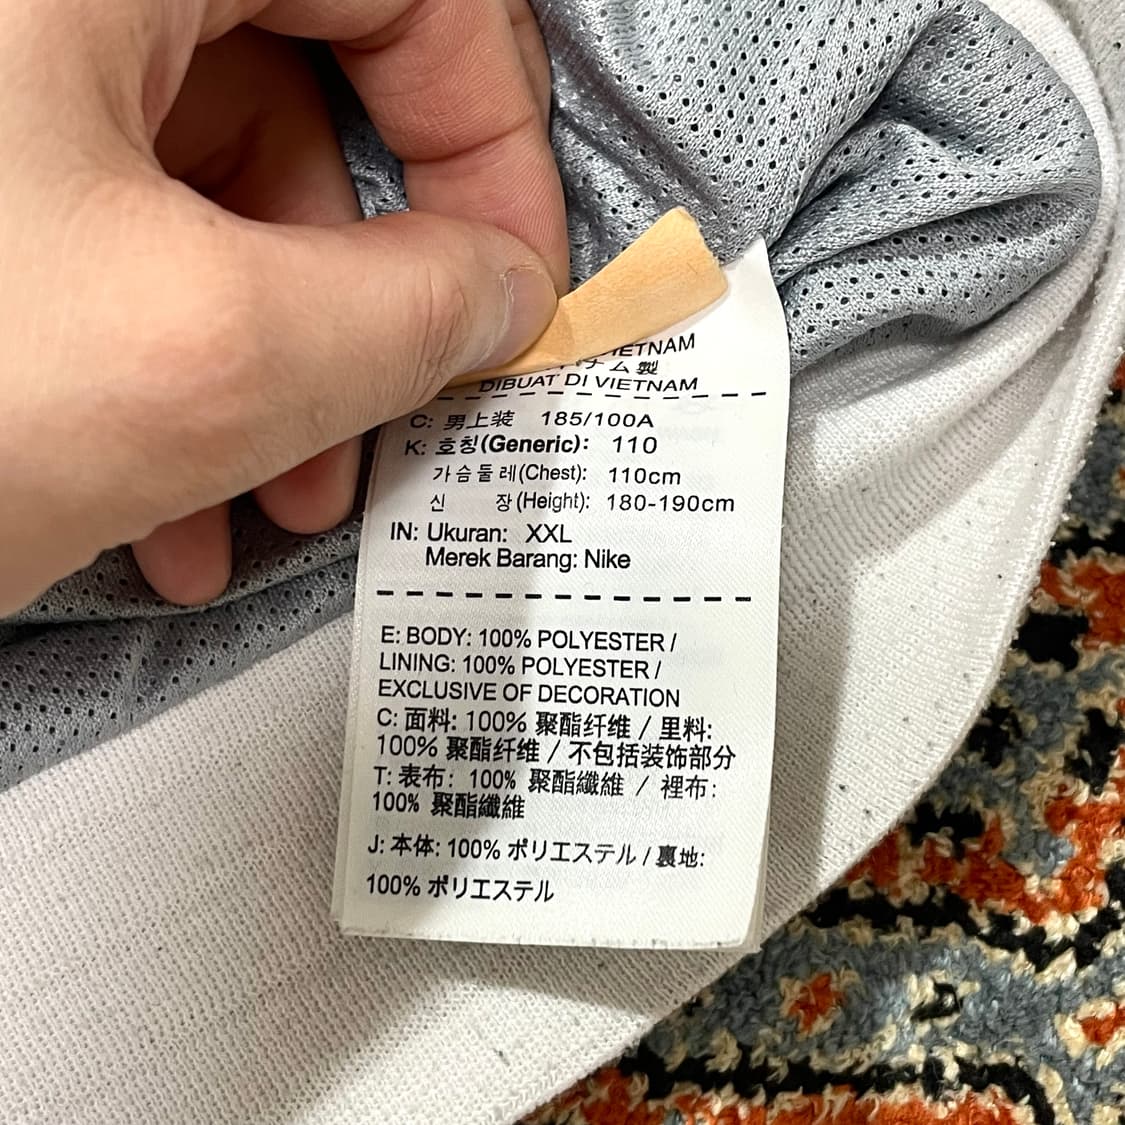 VIETNAM
ナム製
DIBUAT DI VIETNAM
C: 男上装 185/100A
K: 호칭(Generic): 110
가슴둘레(Chest): 110cm
신 장(Height): 180-190cm
IN: Ukuran: XXL
Merek Barang: Nike
E: BODY: 100% POLYESTER /
LINING: 100% POLYESTER /
EXCLUSIVE OF DECORATION
C: 面料: 100% 聚酯纤维 / 里料:
100% 聚酯纤维 / 不包括装饰部分
T: 表布: 100% 聚酯纖維 / 裡布:
100% 聚酯纖維
J: 本体: 100% ポリエステル / 裏地:
100% ポリエステル